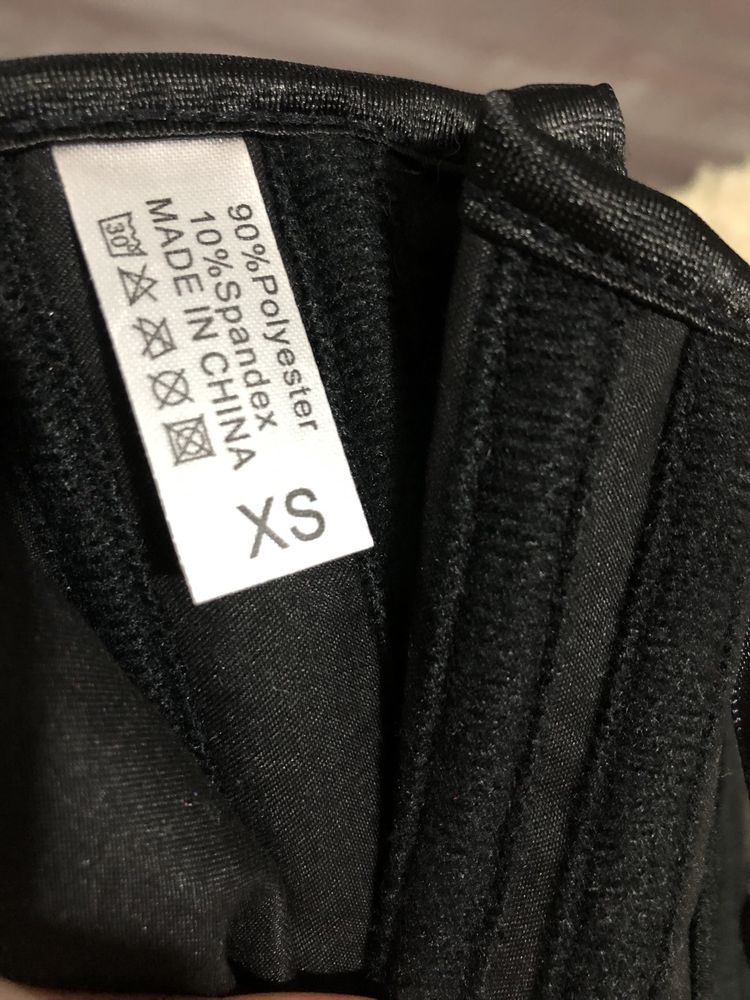 90%Polyester
10%Spandex
MADE IN CHINA
30
XS